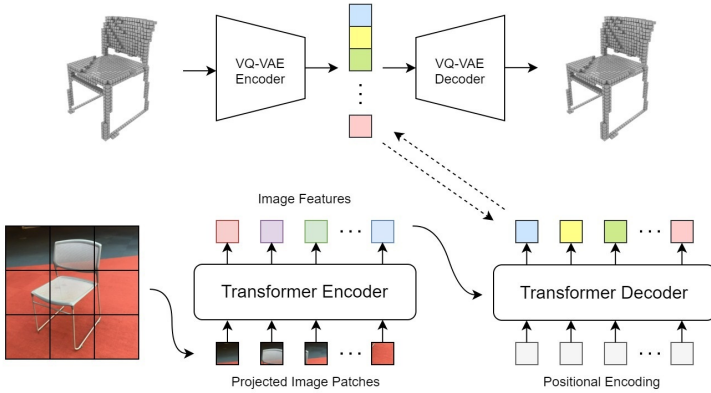 VQ-VAE
Encoder
VQ-VAE
Decoder
Image Features
Transformer Encoder
Transformer Decoder
Projected Image Patches
Positional Encoding